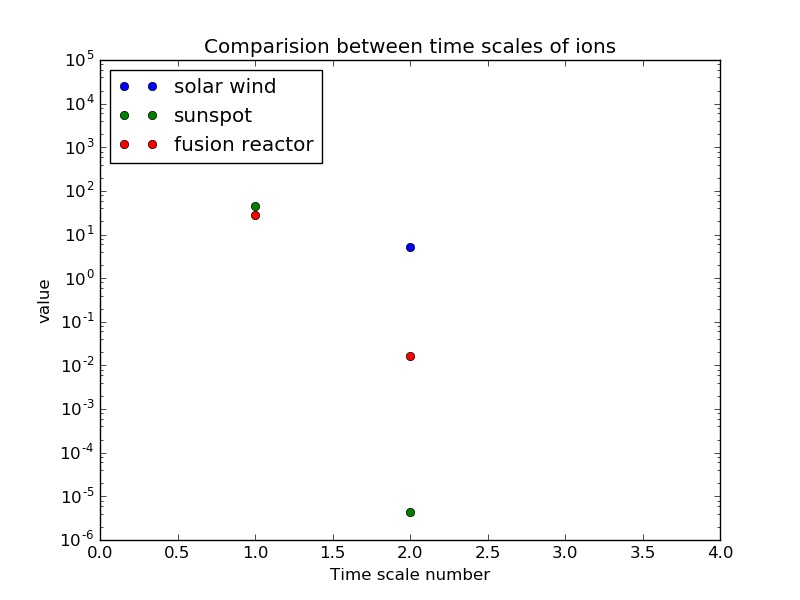 Comparision between time scales of ions
10^5
10^4
10^3
10^2
10^1
10^0
10^-1
10^-2
10^-3
10^-4
10^-5
10^-6
value
solar wind
sunspot
fusion reactor
0.0 0.5 1.0 1.5 2.0 2.5 3.0 3.5 4.0
Time scale number